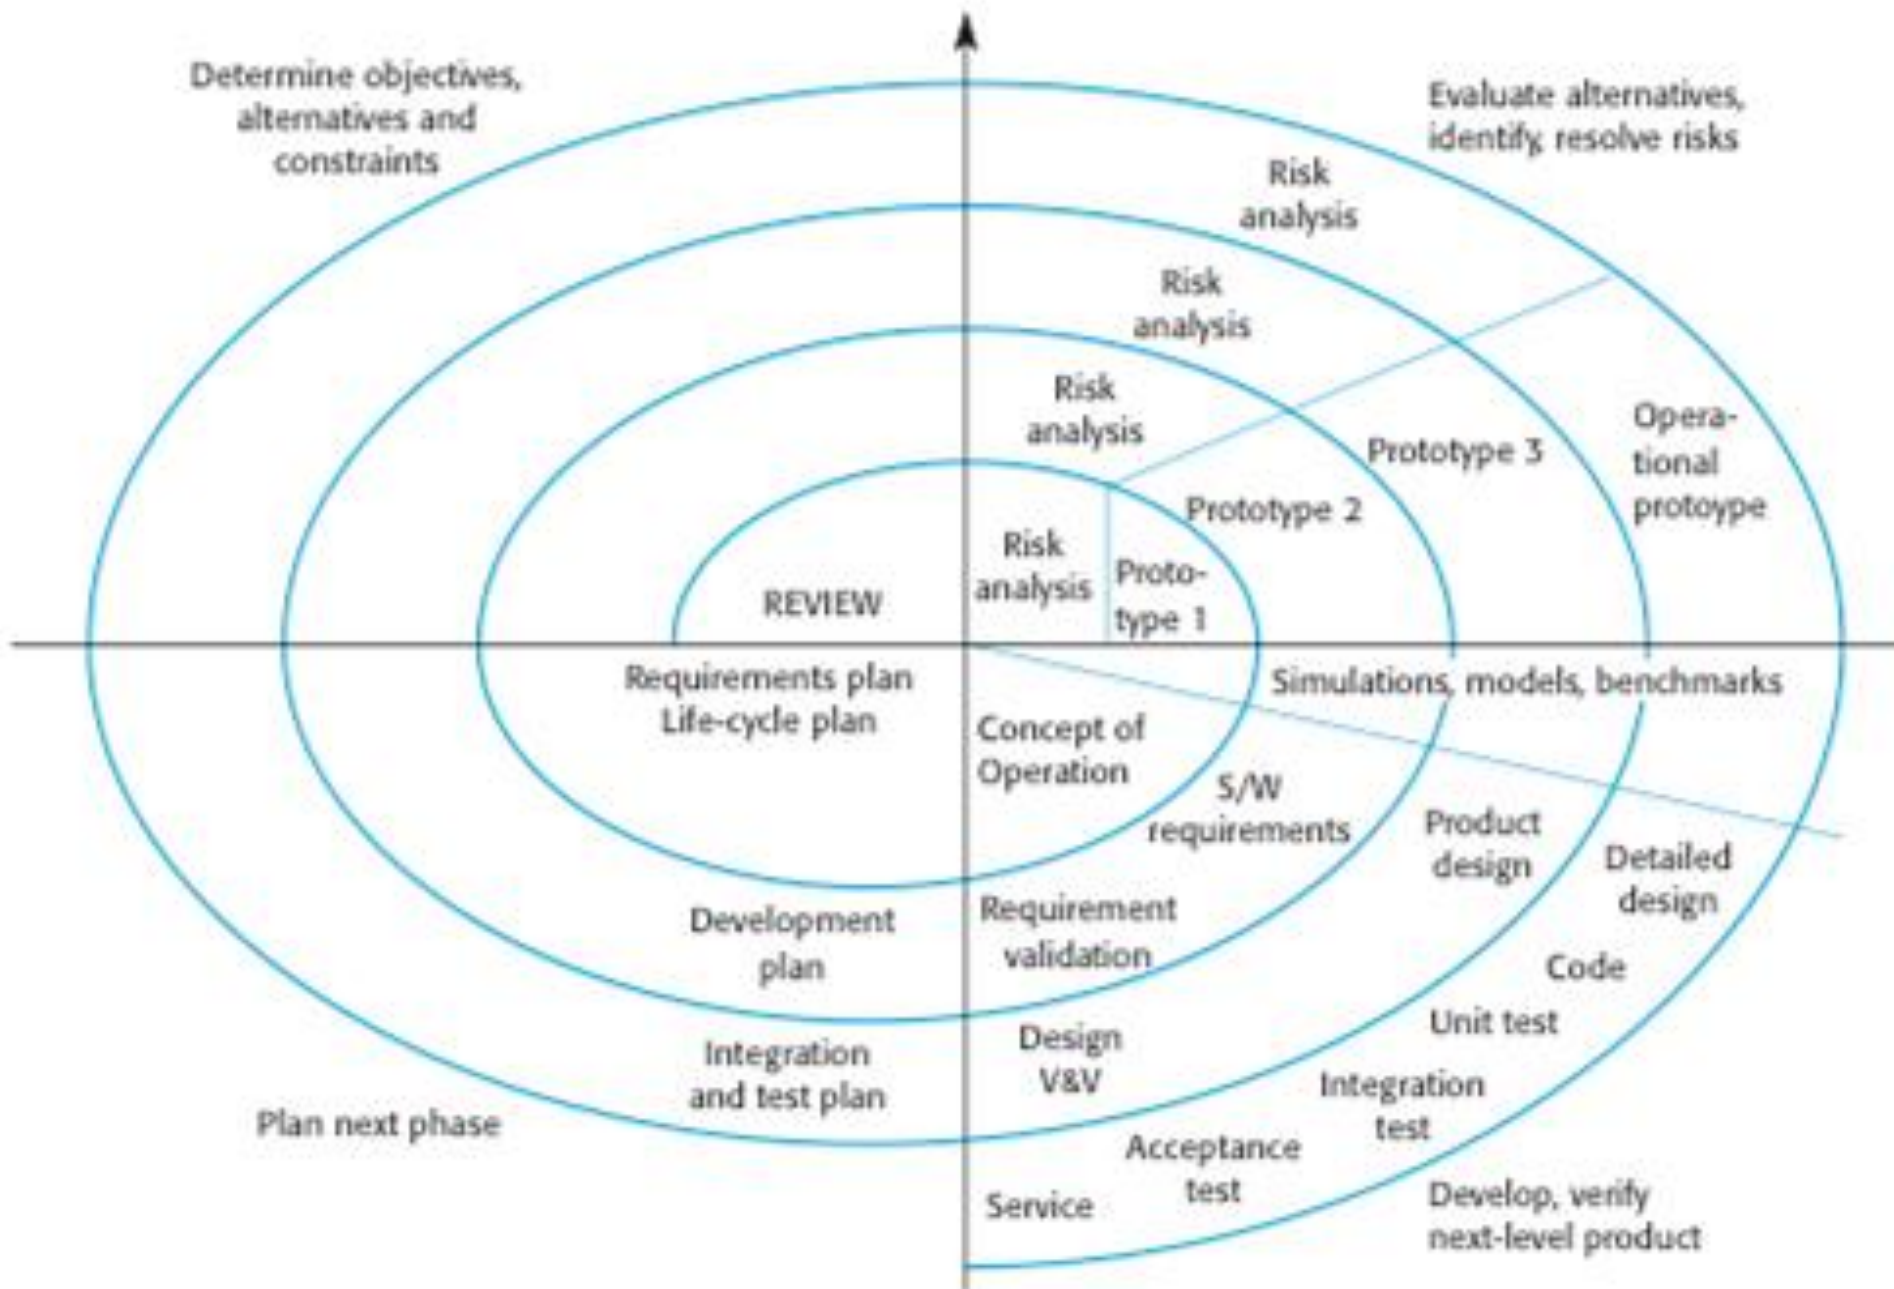 Determine objectives,
alternatives and
constraints
Evaluate alternatives,
identify, resolve risks
Risk
analysis
Risk
analysis
Risk
analysis
Opera-
tional
protoype
Prototype 3
Prototype 2
Risk
analysis
Proto-
type 1
REVIEW
Requirements plan
Life-cycle plan
Simulations, models, benchmarks
Concept of
Operation
S/W
requirements
Product
design
Detailed
design
Development
plan
Requirement
validation
Code
Unit test
Integration
and test plan
Design
V&V
Integration
test
Plan next phase
Acceptance
test
Service
Develop, verify
next-level product